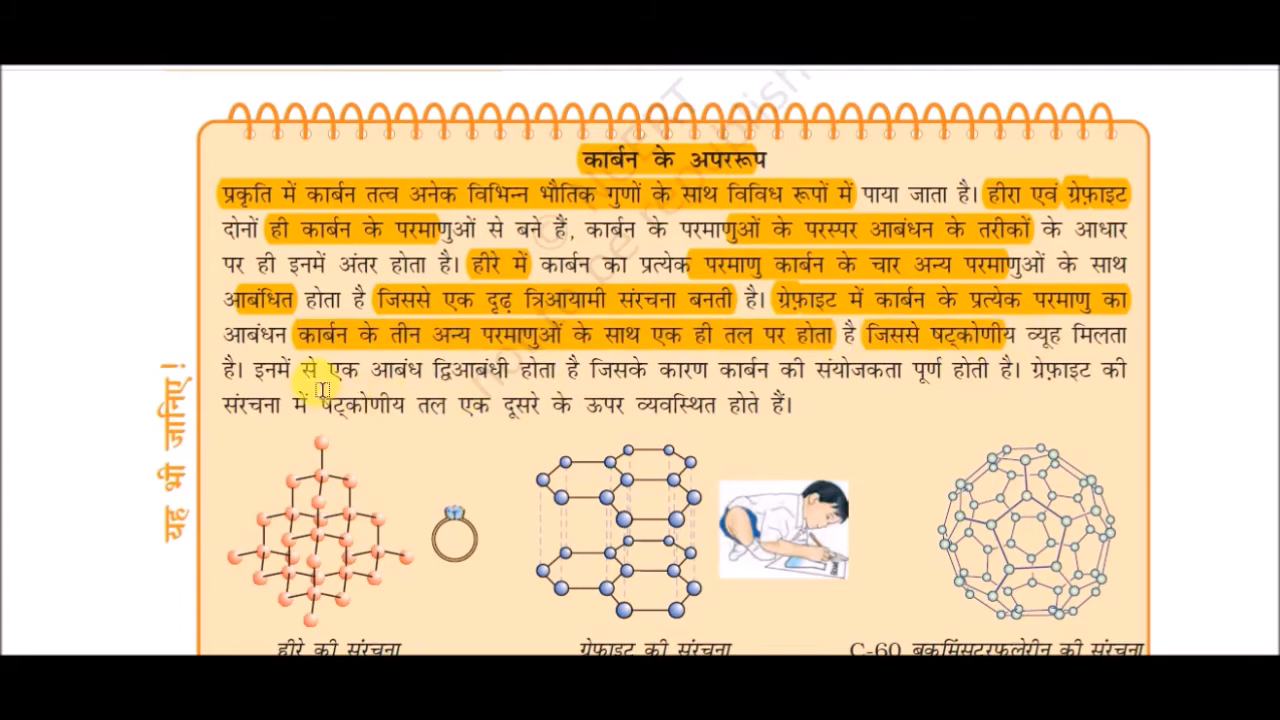 कार्बन के अपररूप
प्रकृति में कार्बन तत्व अनेक विभिन्न भौतिक गुणों के साथ विविध रूपों में पाया जाता है। हीरा एवं ग्रेफ़ाइट
दोनों ही कार्बन के परमाणुओं से बने हैं, कार्बन के परमाणुओं के परस्पर आबंधन के तरीकों के आधार
पर ही इनमें अंतर होता है। हीरे में कार्बन का प्रत्येक परमाणु कार्बन के चार अन्य परमाणुओं के साथ
आबंधित होता है जिससे एक दृढ़ त्रिआयामी संरचना बनती है। ग्रेफ़ाइट में कार्बन के प्रत्येक परमाणु का
आबंधन कार्बन के तीन अन्य परमाणुओं के साथ एक ही तल पर होता है जिससे षट्कोणीय व्यूह मिलता
है। इनमें से एक आबंध द्विआबंधी होता है जिसके कारण कार्बन की संयोजकता पूर्ण होती है। ग्रेफ़ाइट की
संरचना में षट्कोणीय तल एक दूसरे के ऊपर व्यवस्थित होते हैं।
यह भी जानिए!
हीरे की संरचना
ग्रेफ़ाइट की संरचना
C-60 बकमिंसटरफुलेरीन की संरचना